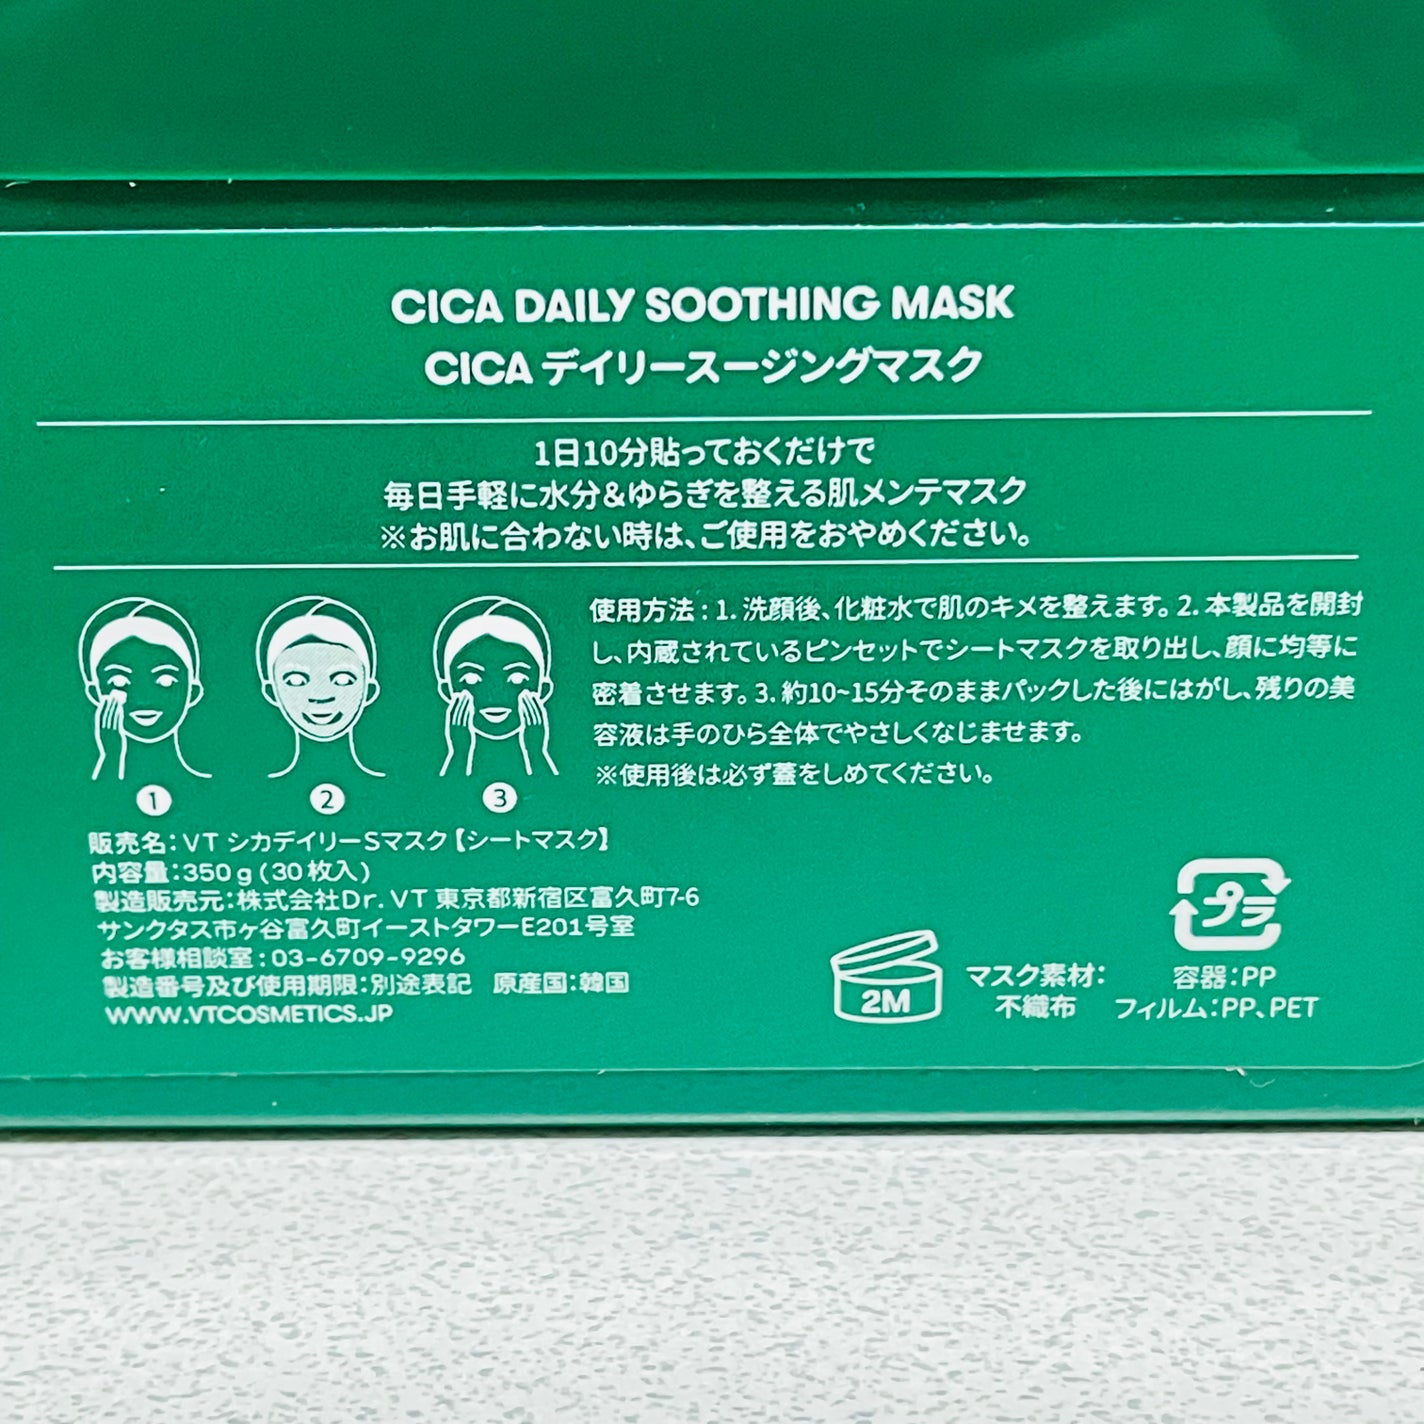 CICA DAILY SOOTHING MASK
CICA デイリースージングマスク
1日10分貼っておくだけで
毎日手軽に水分&ゆらぎを整える肌メンテマスク
※お肌に合わない時は、ご使用をおやめください。
使用方法 : 1. 洗顔後、化粧水で肌のキメを整えます。 2. 本製品を開封
し、内蔵されているピンセットでシートマスクを取り出し、顔に均等に
密着させます。 3. 約10~15分そのままパックした後にはがし、残りの美
容液は手のひら全体でやさしくなじませます。
※使用後は必ず蓋をしめてください。
1
2
3
販売名：VT シカデイリーSマスク【シートマスク】
内容量：350g (30枚入)
製造販売元：株式会社Dr. VT 東京都新宿区富久町7-6
サンクタス市ヶ谷富久町イーストタワーE201号室
お客様相談室 : 03-6709-9296
製造番号及び使用期限：別途表記 原産国：韓国
WWW.VTCOSMETICS.JP
2M
マスク素材：
不織布
プラ
容器：PP
フィルム：PP、PET